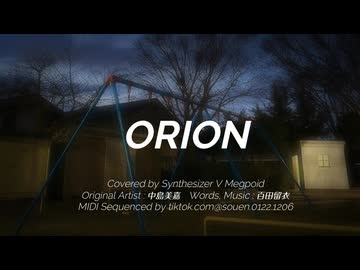 ORION
Covered by Synthesizer V Megpoid
Original Artist : 中島美嘉 Words, Music : 百田留衣
MIDI Sequenced by tiktok.com@souen.0122.1206